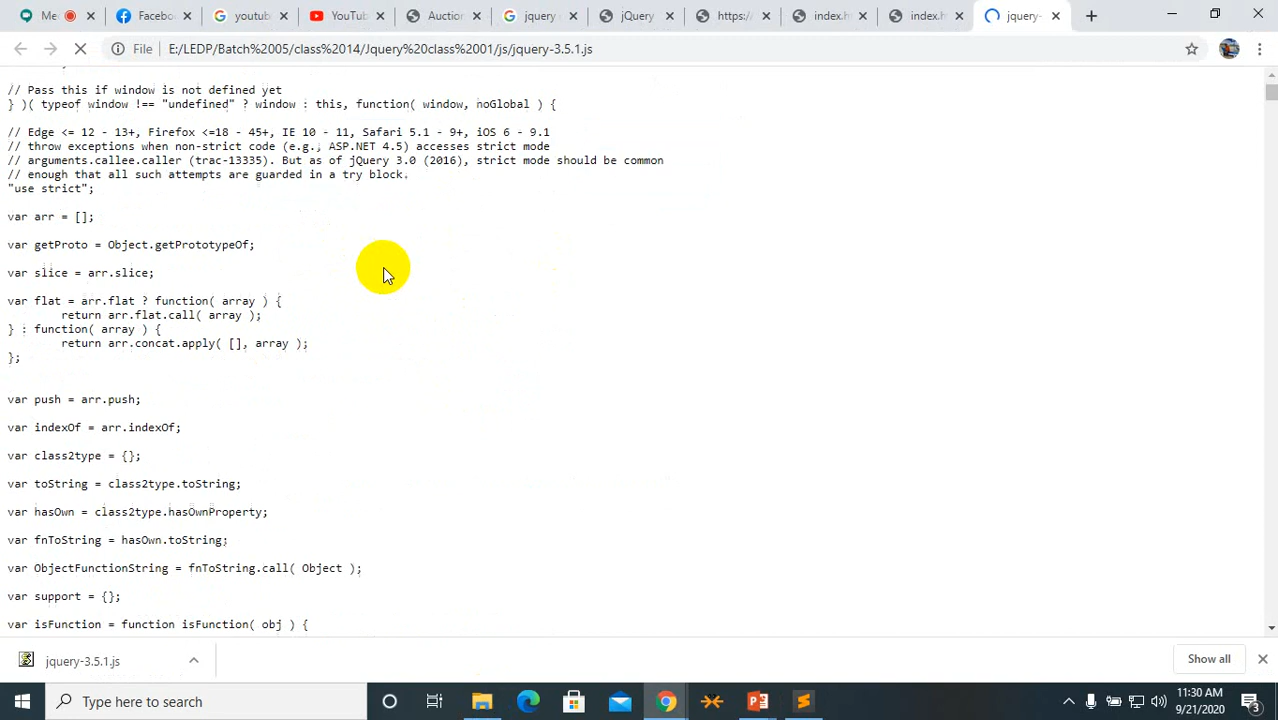 Me
Facebo
youtub
YouTu
Auction
jquery
jQuery
https:/
index.h
index.h
jquery-
File E:/LEDP/Batch%2005/class%2014/Jquery%20class%2001/js/jquery-3.5.1.js
// Pass this if window is not defined yet
} )( typeof window !== "undefined" ? window : this, function( window, noGlobal ) {
// Edge <= 12 - 13+, Firefox <=18 - 45+, IE 10 - 11, Safari 5.1 - 9+, iOS 6 - 9.1
// throw exceptions when non-strict code (e.g., ASP.NET 4.5) accesses strict mode
// arguments.callee.caller (trac-13335). But as of jQuery 3.0 (2016), strict mode should be common
// enough that all such attempts are guarded in a try block.
"use strict";
var arr = [];
var getProto = Object.getPrototypeOf;
var slice = arr.slice;
var flat = arr.flat ? function( array ) {
return arr.flat.call( array );
} : function( array ) {
return arr.concat.apply( [], array );
};
var push = arr.push;
var indexOf = arr.indexOf;
var class2type = {};
var toString = class2type.toString;
var hasOwn = class2type.hasOwnProperty;
var fnToString = hasOwn.toString;
var ObjectFunctionString = fnToString.call( Object );
var support = {};
var isFunction = function isFunction( obj ) {
jquery-3.5.1.js
Show all
Type here to search
11:30 AM
9/21/2020
3